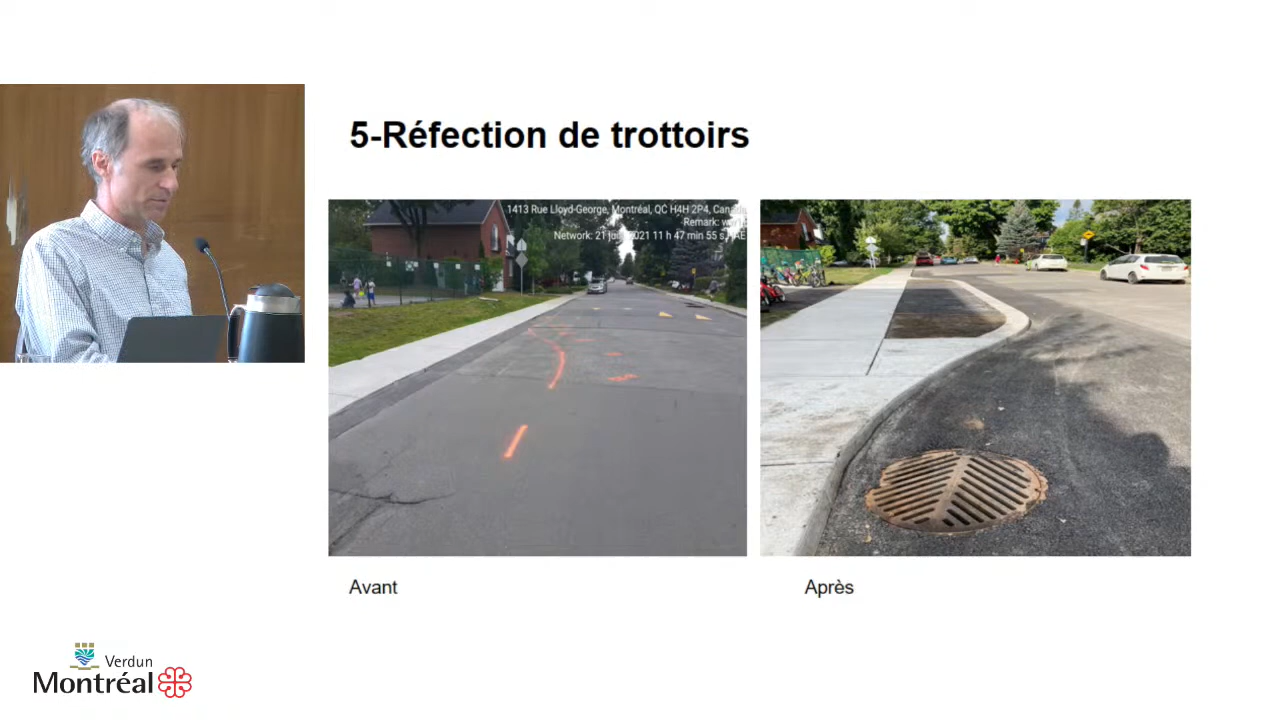 5-Réfection de trottoirs
1413 Rue Lloyd-George, Montréal, QC H4H 2P4, Canada
Remark:
Network: 21 2021 11 h 47 min 55 s
Avant
Après
Verdun
Montréal